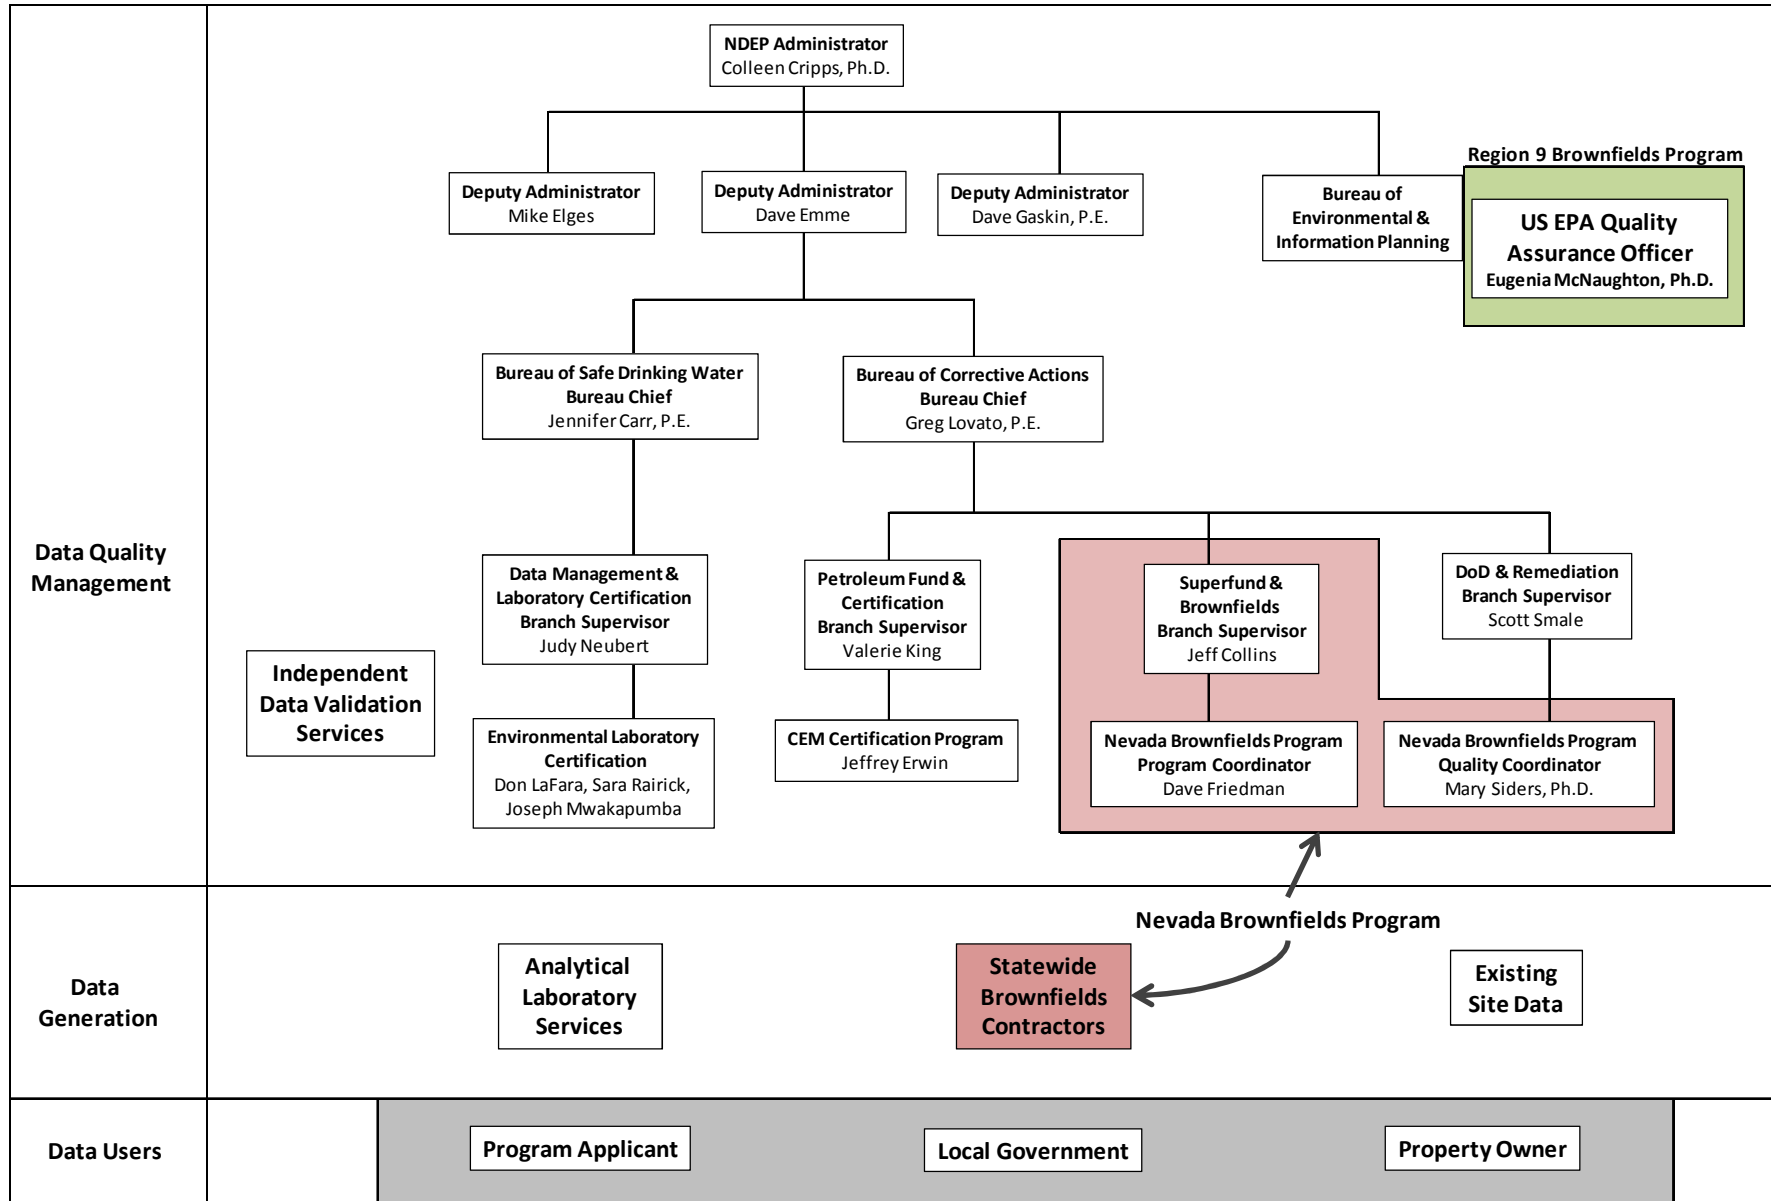 NDEP Administrator
Colleen Cripps, Ph.D.
Deputy Administrator
Mike Elges
Deputy Administrator
Dave Emme
Deputy Administrator
Dave Gaskin, P.E.
Bureau of
Environmental &
Information Planning
Region 9 Brownfields Program
US EPA Quality
Assurance Officer
Eugenia McNaughton, Ph.D.
Bureau of Safe Drinking Water
Bureau Chief
Jennifer Carr, P.E.
Bureau of Corrective Actions
Bureau Chief
Greg Lovato, P.E.
Data Quality
Management
Independent
Data Validation
Services
Data Management &
Laboratory Certification
Branch Supervisor
Judy Neubert
Petroleum Fund &
Certification
Branch Supervisor
Valerie King
Superfund &
Brownfields
Branch Supervisor
Jeff Collins
DoD & Remediation
Branch Supervisor
Scott Smale
Environmental Laboratory
Certification
Don LaFara, Sara Rairick,
Joseph Mwakapumba
CEM Certification Program
Jeffrey Erwin
Nevada Brownfields Program
Program Coordinator
Dave Friedman
Nevada Brownfields Program
Quality Coordinator
Mary Siders, Ph.D.
Nevada Brownfields Program
Data
Generation
Analytical
Laboratory
Services
Statewide
Brownfields
Contractors
Existing
Site Data
Data Users
Program Applicant
Local Government
Property Owner